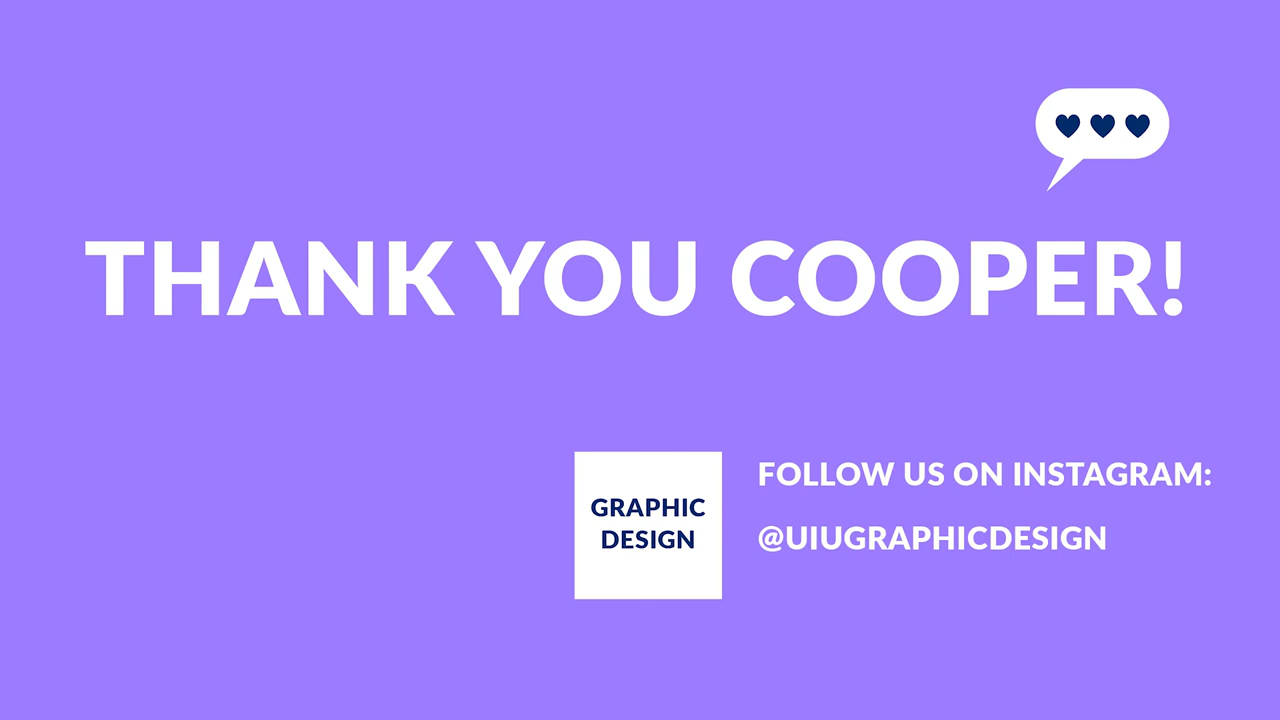 THANK YOU COOPER!
GRAPHIC
DESIGN
FOLLOW US ON INSTAGRAM:
@UIUGRAPHICDESIGN